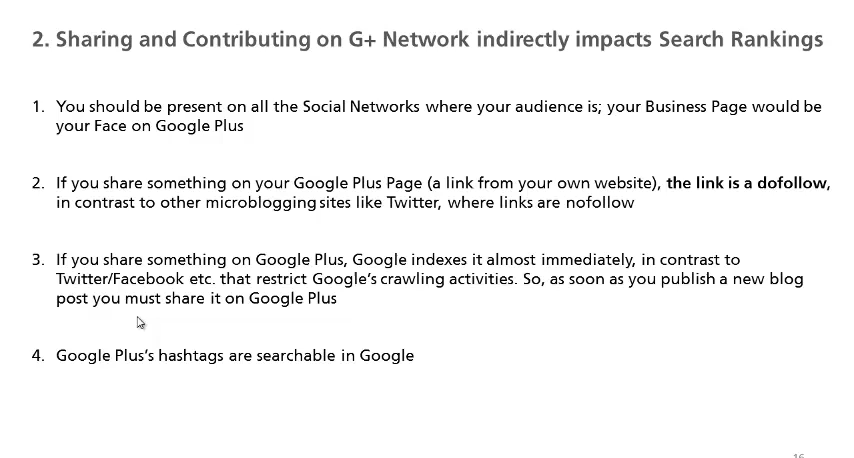 2. Sharing and Contributing on G+ Network indirectly impacts Search Rankings
1. You should be present on all the Social Networks where your audience is; your Business Page would be
your Face on Google Plus
2. If you share something on your Google Plus Page (a link from your own website), the link is a dofollow,
in contrast to other microblogging sites like Twitter, where links are nofollow
3. If you share something on Google Plus, Google indexes it almost immediately, in contrast to
Twitter/Facebook etc. that restrict Google's crawling activities. So, as soon as you publish a new blog
post you must share it on Google Plus
4. Google Plus's hashtags are searchable in Google
16